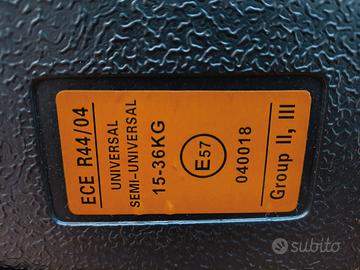 ECE R44/04
UNIVERSAL
SEMI-UNIVERSAL
15-36KG
E57
040018
Group II, III
subito